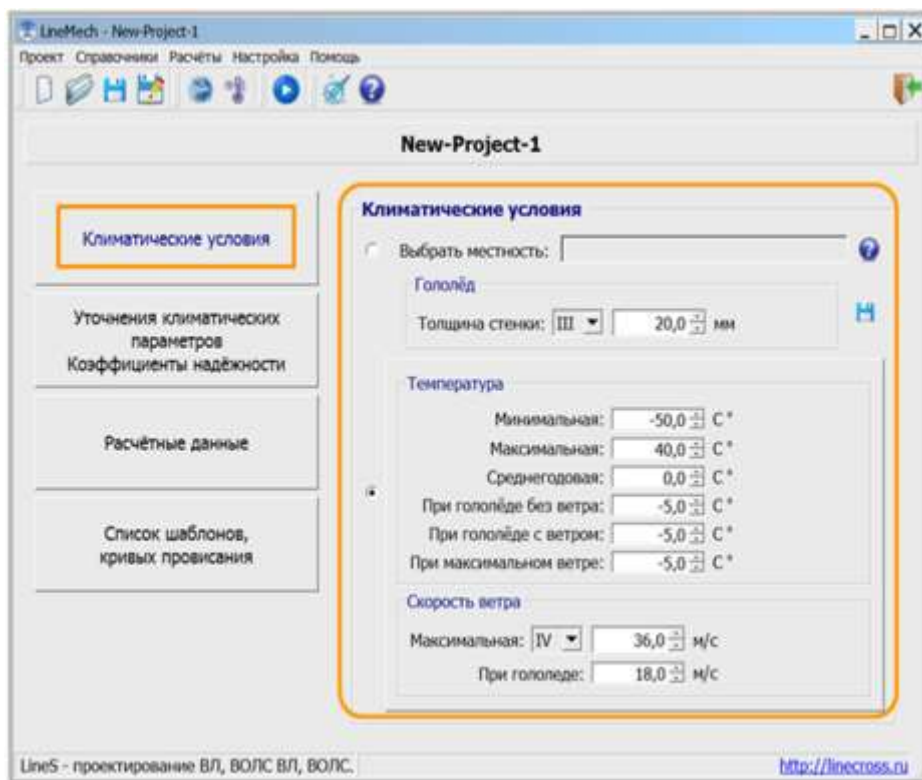 LineMech - New-Project-1
Проект Справочники Расчёты Настройка Помощь
New-Project-1
Климатические условия
Уточнения климатических
параметров
Коэффициенты надёжности
Расчётные данные
Список шаблонов,
кривых провисания
Климатические условия
Выбрать местность:
Гололёд
Толщина стенки: III 20,0 мм
Температура
Минимальная: -50,0 C°
Максимальная: 40,0 C°
Среднегодовая: 0,0 C°
При гололёде без ветра: -5,0 C°
При гололёде с ветром: -5,0 C°
При максимальном ветре: -5,0 C°
Скорость ветра
Максимальная: IV 36,0 м/с
При гололеде: 18,0 м/с
LineS - проектирование ВЛ, ВОЛС ВЛ, ВОЛС.
http://linecross.ru